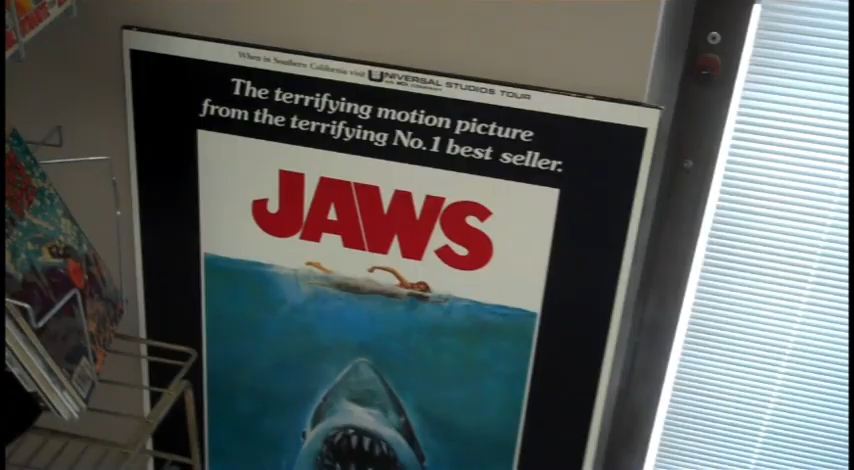 When in Southern California visit UNIVERSAL STUDIOS TOUR
The terrifying motion picture
from the terrifying No. 1 best seller.
JAWS